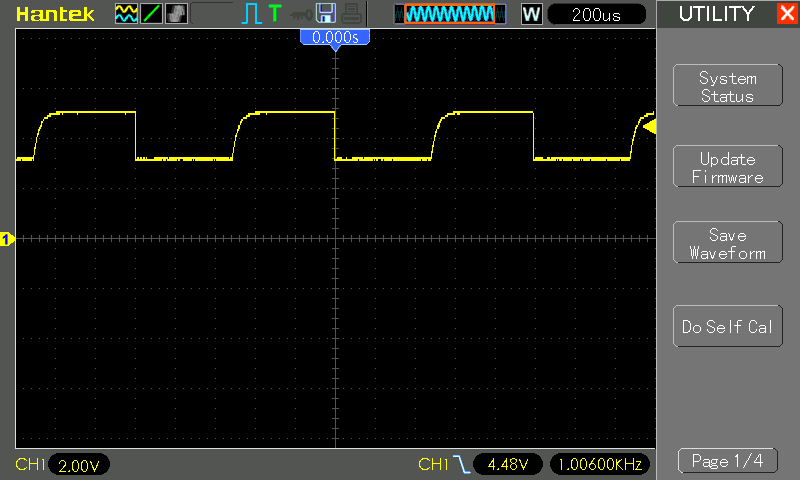 Hantek
T
W
200us
UTILITY
X
0.000s
System
Status
Update
Firmware
Save
Waveform
Do Self Cal
1
CH1 2.00V
CH1 4.48V 1.00600KHz
Page 1/4